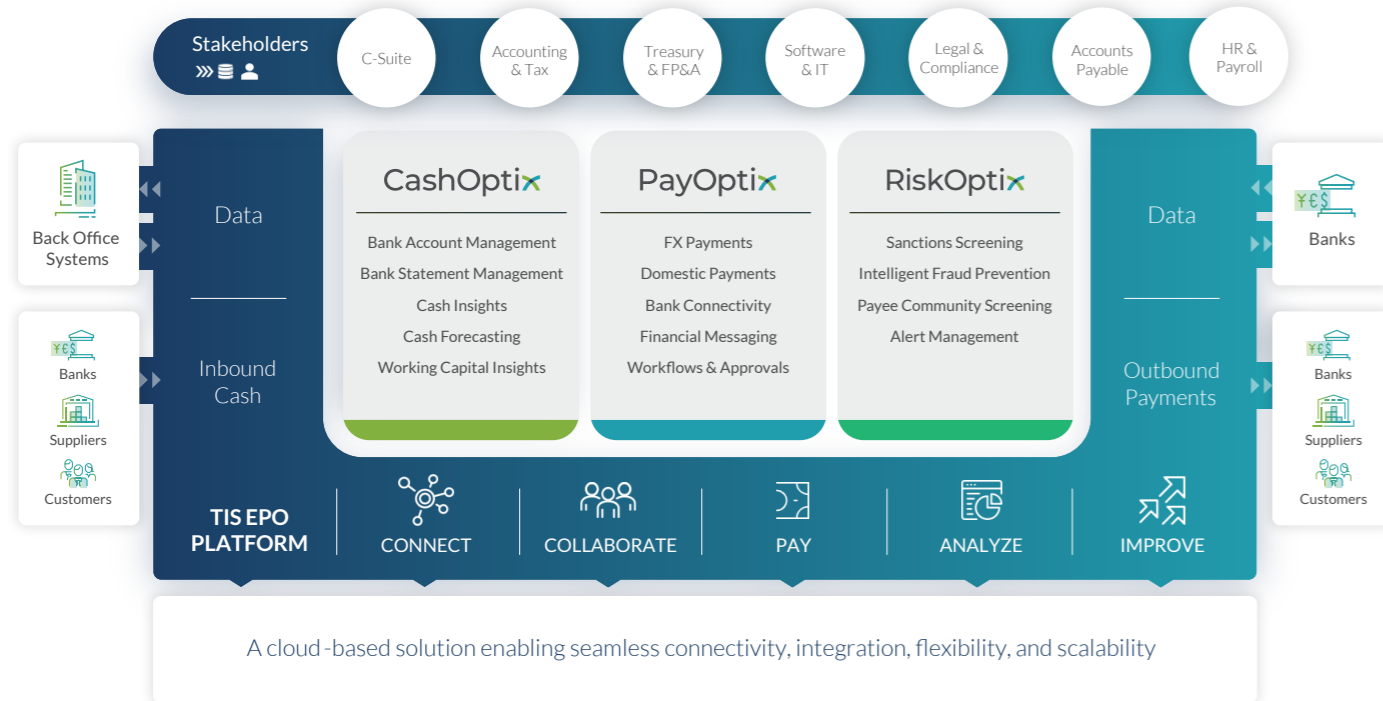 Stakeholders
C-Suite
Accounting
& Tax
Treasury
& FP&A
Software
& IT
Legal &
Compliance
Accounts
Payable
HR &
Payroll
Back Office
Systems
Banks
Suppliers
Customers
Data
Inbound
Cash
CashOptix
Bank Account Management
Bank Statement Management
Cash Insights
Cash Forecasting
Working Capital Insights
PayOptix
FX Payments
Domestic Payments
Bank Connectivity
Financial Messaging
Workflows & Approvals
RiskOptix
Sanctions Screening
Intelligent Fraud Prevention
Payee Community Screening
Alert Management
Data
Outbound
Payments
¥€$
Banks
¥€$
Banks
Suppliers
Customers
TIS EPO
PLATFORM
CONNECT
COLLABORATE
PAY
ANALYZE
IMPROVE
A cloud-based solution enabling seamless connectivity, integration, flexibility, and scalability